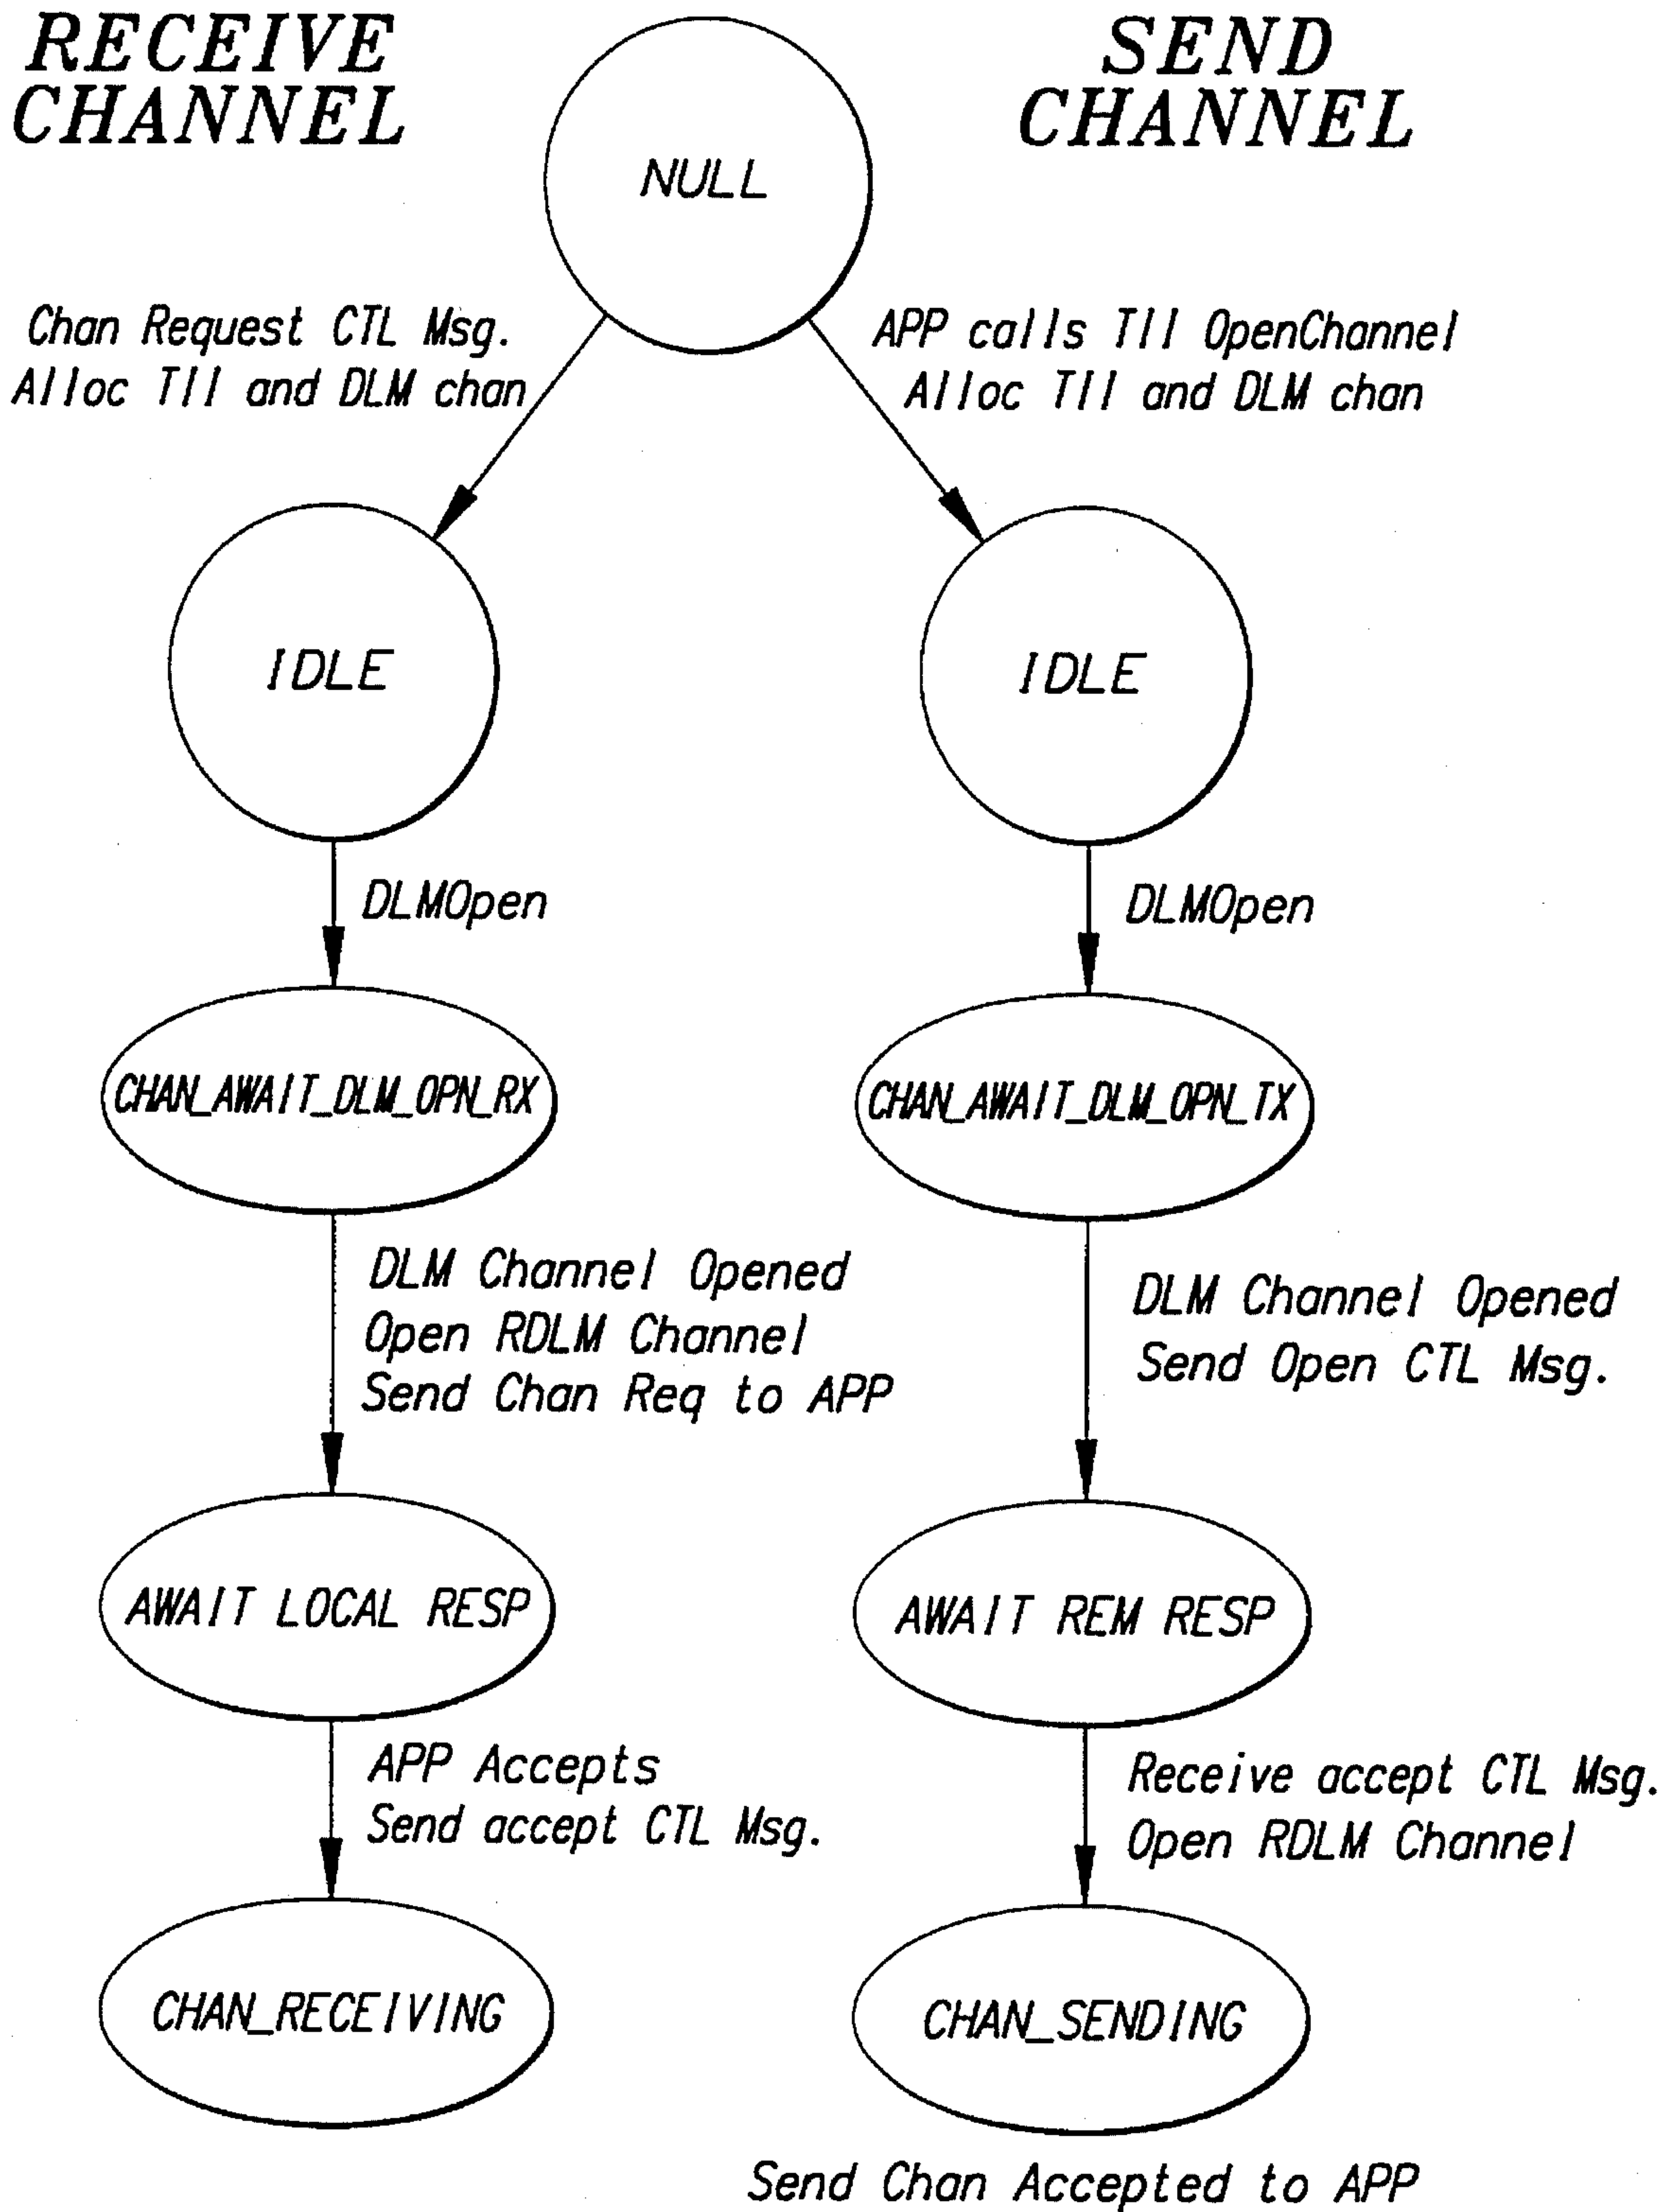 RECEIVE
CHANNEL
SEND
CHANNEL
NULL
Chan Request CTL Msg.
Alloc TII and DLM chan
APP calls TII OpenChannel
Alloc TII and DLM chan
IDLE
IDLE
DLMOpen
DLMOpen
CHAN_AWAIT_DLM_OPN_RX
CHAN_AWAIT_DLM_OPN_TX
DLM Channel Opened
Open RDLM Channel
Send Chan Req to APP
DLM Channel Opened
Send Open CTL Msg.
AWAIT LOCAL RESP
AWAIT REM RESP
APP Accepts
Send accept CTL Msg.
Receive accept CTL Msg.
Open RDLM Channel
CHAN_RECEIVING
CHAN_SENDING
Send Chan Accepted to APP